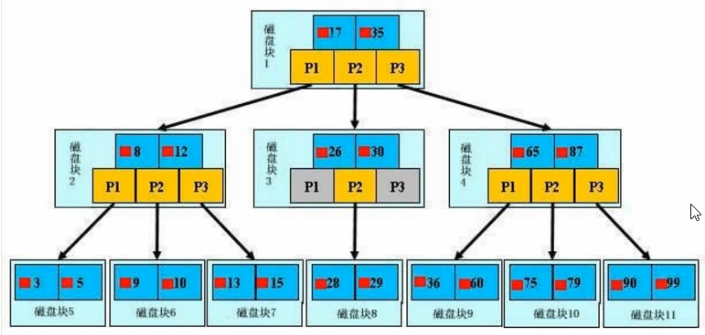 磁盘块1
17 35
P1 P2 P3
磁盘块2
8 12
P1 P2 P3
磁盘块3
26 30
P1 P2 P3
磁盘块4
65 87
P1 P2 P3
3 5
磁盘块5
9 10
磁盘块6
13 15
磁盘块7
28 29
磁盘块8
36 60
磁盘块9
75 79
磁盘块10
90 99
磁盘块11